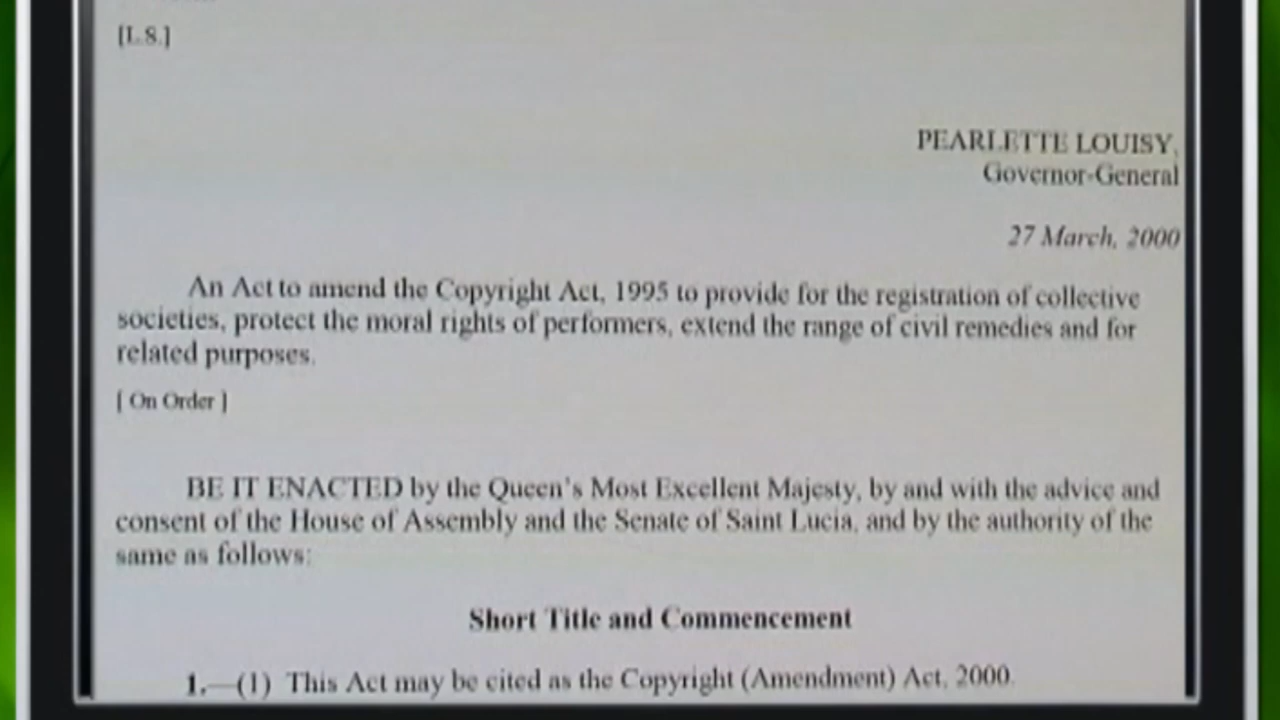 [L.S.]
PEARLETTE LOUISY,
Governor-General
27 March, 2000
An Act to amend the Copyright Act, 1995 to provide for the registration of collective
societies, protect the moral rights of performers, extend the range of civil remedies and for
related purposes.
[ On Order ]
BE IT ENACTED by the Queen's Most Excellent Majesty, by and with the advice and
consent of the House of Assembly and the Senate of Saint Lucia, and by the authority of the
same as follows:
Short Title and Commencement
1.—(1) This Act may be cited as the Copyright (Amendment) Act, 2000.